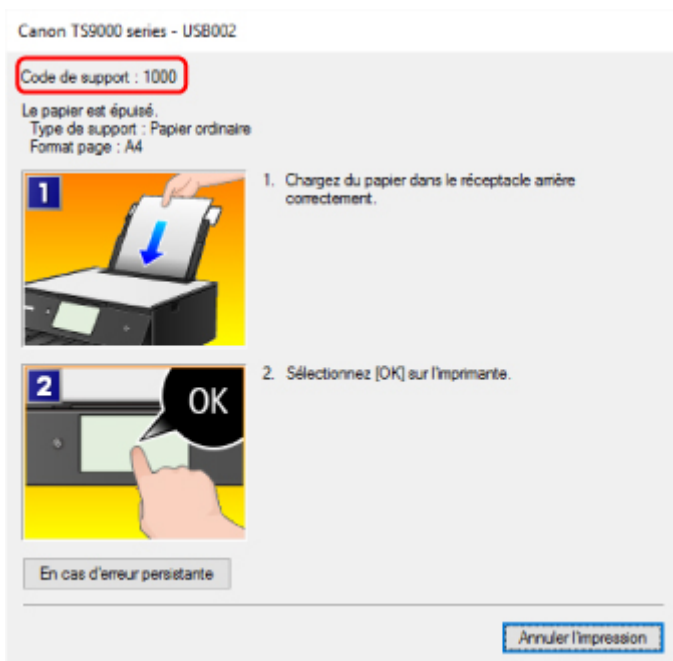 Canon TS9000 series - USB002
Code de support : 1000
Le papier est épuisé.
Type de support : Papier ordinaire
Format page : A4
1
1. Chargez du papier dans le réceptacle arrière
correctement.
2
OK
2. Sélectionnez [OK] sur l'imprimante.
En cas d'erreur persistante
Annuler l'impression